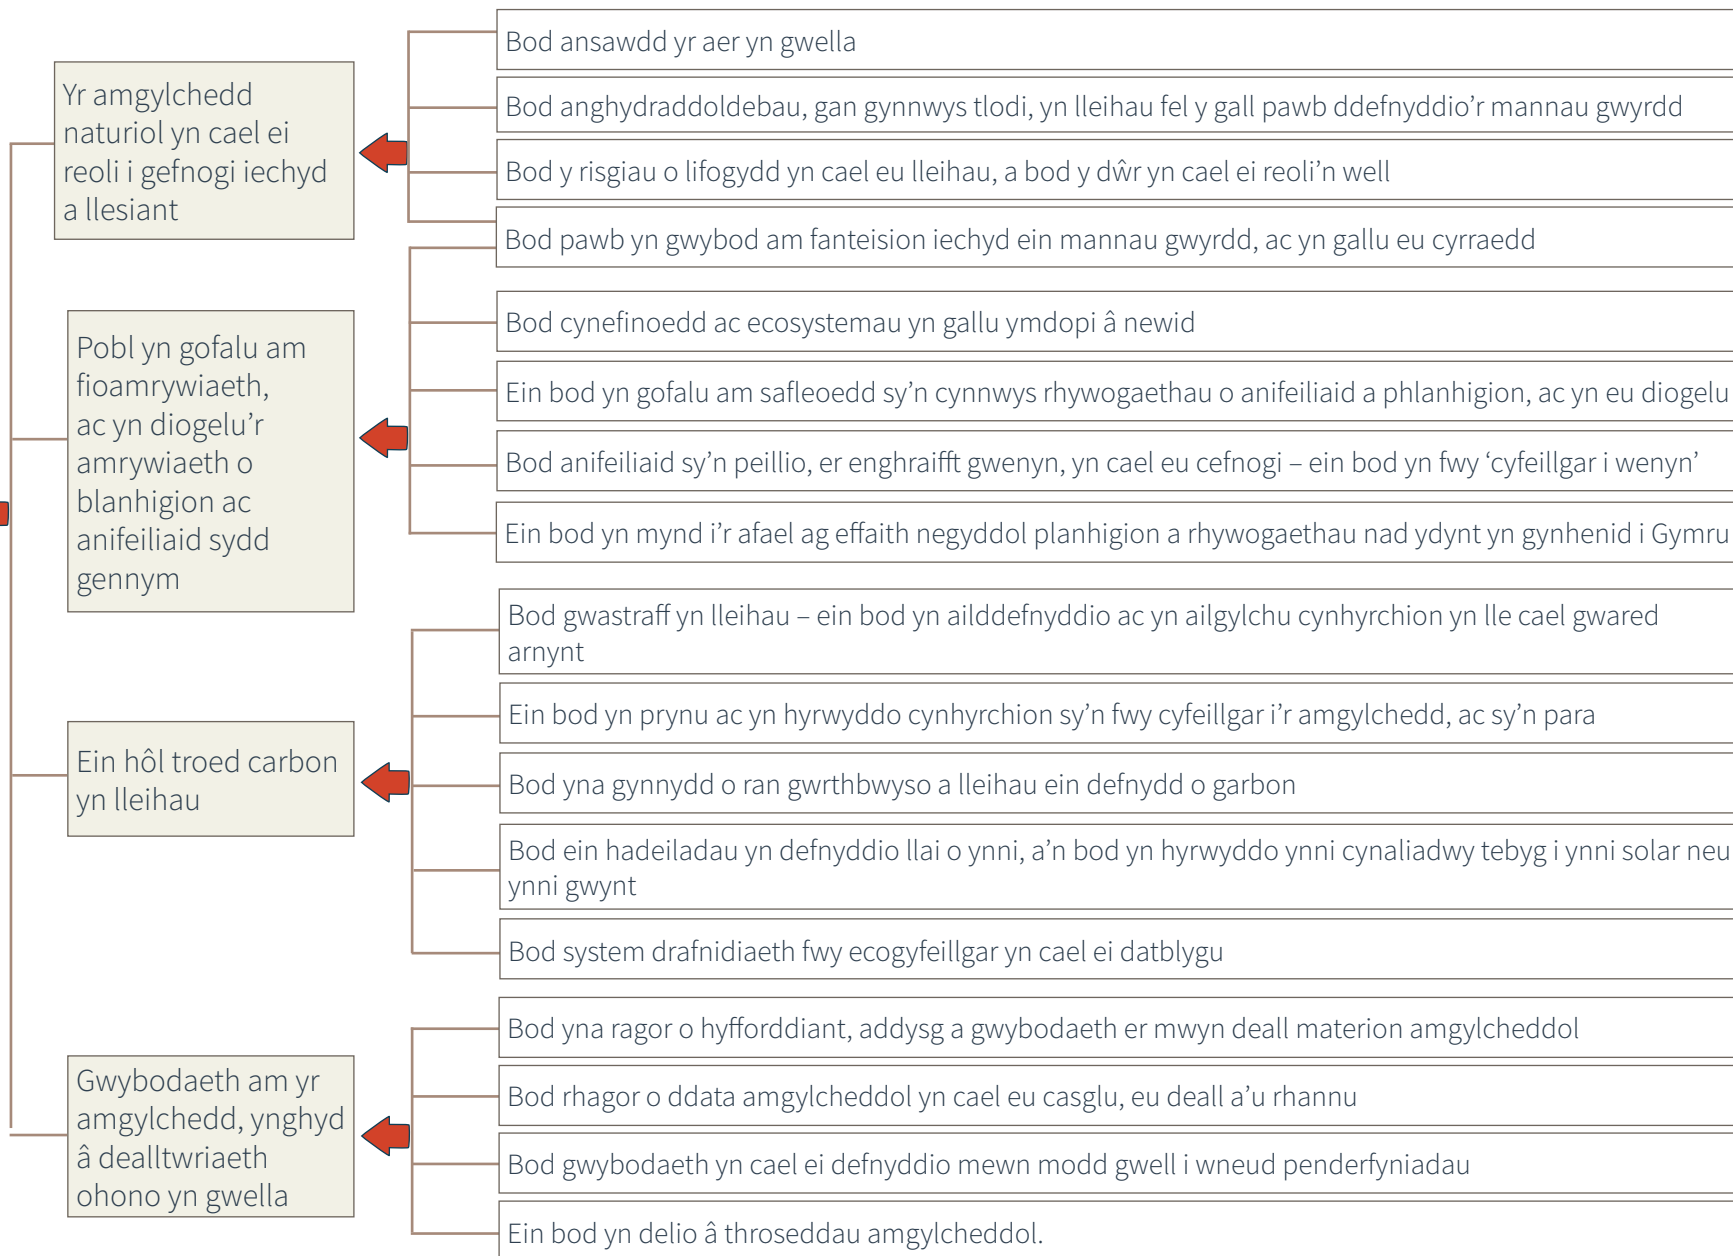 Yr amgylchedd
naturiol yn cael ei
reoli i gefnogi iechyd
a llesiant
Bod ansawdd yr aer yn gwella
Bod anghydraddoldebau, gan gynnwys tlodi, yn lleihau fel y gall pawb ddefnyddio’r mannau gwyrdd
Bod y risgiau o lifogydd yn cael eu lleihau, a bod y dŵr yn cael ei reoli’n well
Bod pawb yn gwybod am fanteision iechyd ein mannau gwyrdd, ac yn gallu eu cyrraedd
Pobl yn gofalu am
fioamrywiaeth,
ac yn diogelu’r
amrywiaeth o
blanhigion ac
anifeiliaid sydd
gennym
Bod cynefinoedd ac ecosystemau yn gallu ymdopi â newid
Ein bod yn gofalu am safleoedd sy’n cynnwys rhywogaethau o anifeiliaid a phlanhigion, ac yn eu diogelu
Bod anifeiliaid sy’n peillio, er enghraifft gwenyn, yn cael eu cefnogi – ein bod yn fwy ‘cyfeillgar i wenyn’
Ein bod yn mynd i’r afael ag effaith negyddol planhigion a rhywogaethau nad ydynt yn gynhenid i Gymru
Ein hôl troed carbon
yn lleihau
Bod gwastraff yn lleihau – ein bod yn ailddefnyddio ac yn ailgylchu cynhyrchion yn lle cael gwared
arnynt
Ein bod yn prynu ac yn hyrwyddo cynhyrchion sy’n fwy cyfeillgar i’r amgylchedd, ac sy’n para
Bod yna gynnydd o ran gwrthbwyso a lleihau ein defnydd o garbon
Bod ein hadeiladau yn defnyddio llai o ynni, a’n bod yn hyrwyddo ynni cynaliadwy tebyg i ynni solar neu
ynni gwynt
Bod system drafnidiaeth fwy ecogyfeillgar yn cael ei datblygu
Gwybodaeth am yr
amgylchedd, ynghyd
â dealltwriaeth
ohono yn gwella
Bod yna ragor o hyfforddiant, addysg a gwybodaeth er mwyn deall materion amgylcheddol
Bod rhagor o ddata amgylcheddol yn cael eu casglu, eu deall a’u rhannu
Bod gwybodaeth yn cael ei defnyddio mewn modd gwell i wneud penderfyniadau
Ein bod yn delio â throseddau amgylcheddol.